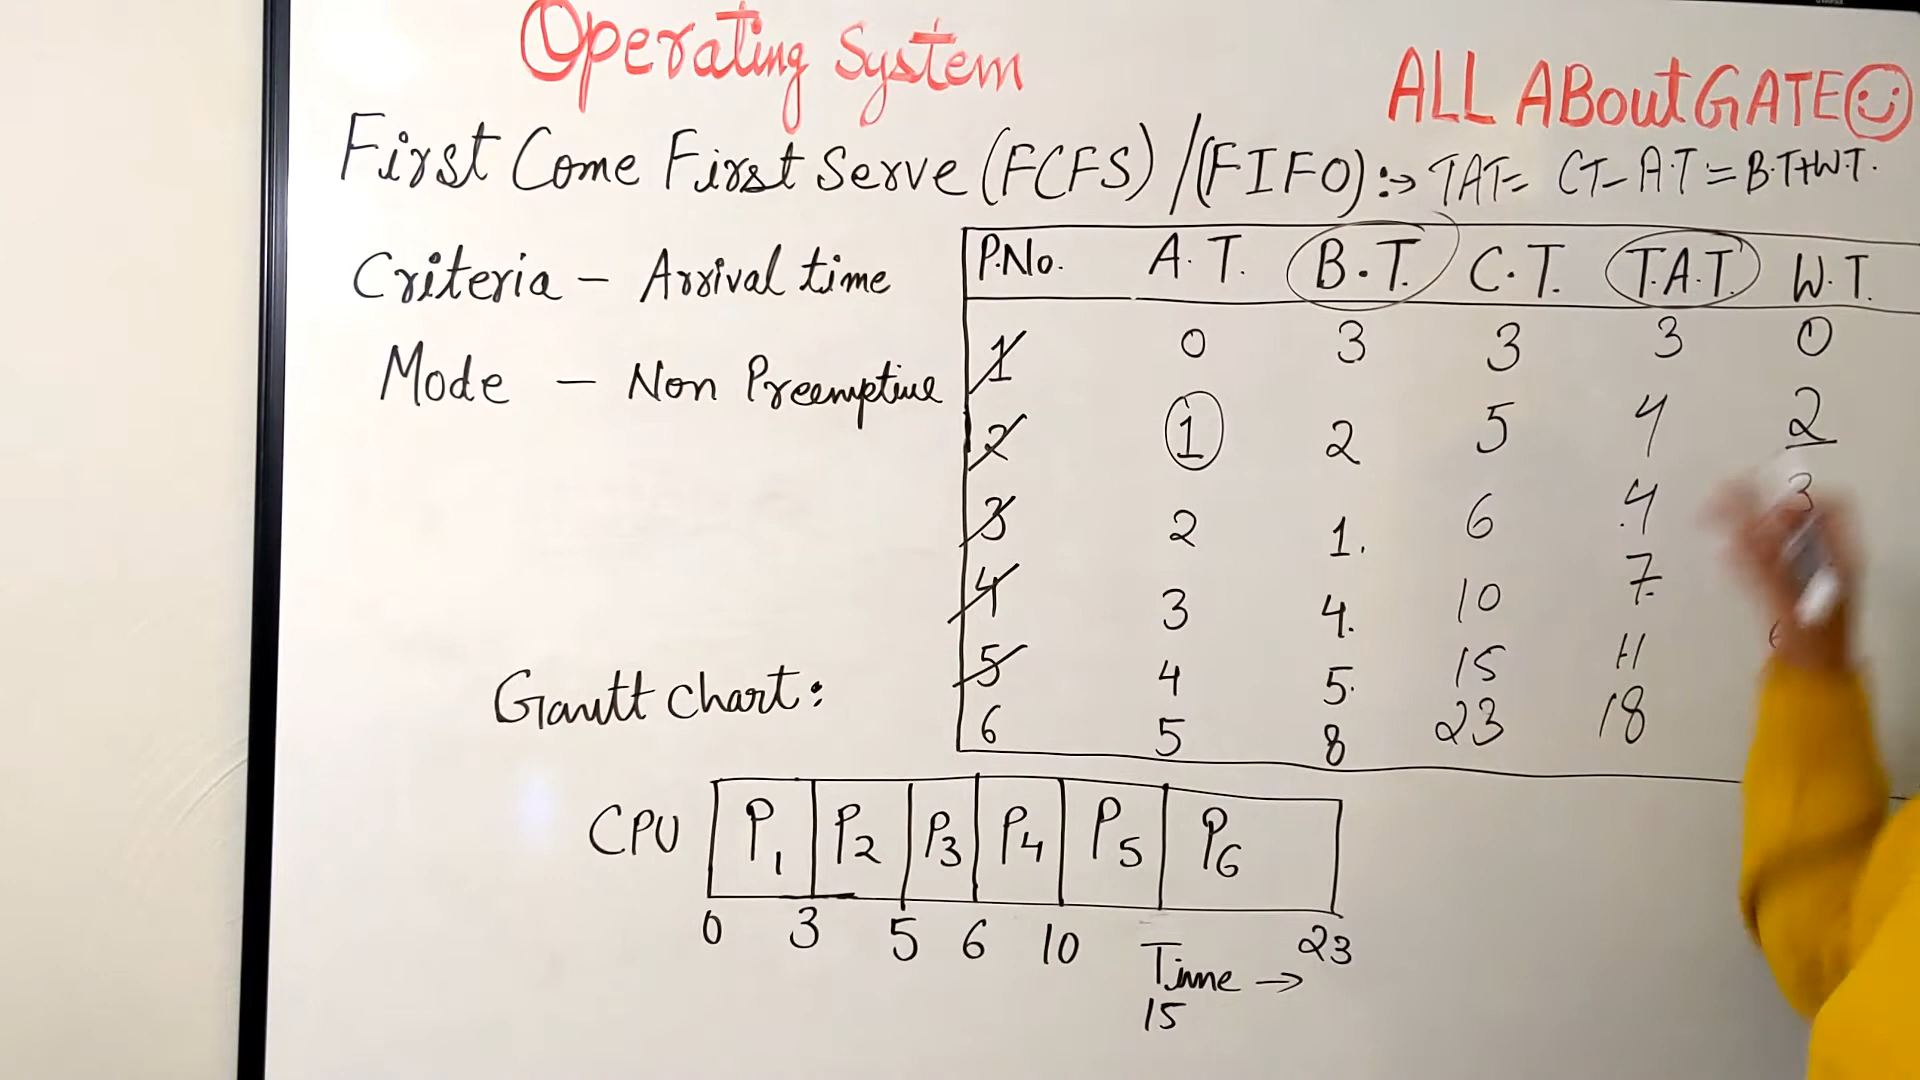 Operating System
ALL ABout GATE
First Come First Serve (FCFS) / (FIFO) :→ TAT = CT - A.T = B.T + W.T.
Criteria - Arrival time
Mode - Non Preemptive
P.No. A.T. B.T. C.T. T.A.T. W.T.
1 0 3 3 3 0
2 1 2 5 4 2
3 2 1. 6 4 3
4 3 4. 10 7
5 4 5. 15 11
6 5 8 23 18
Gantt Chart:
CPU P1 P2 P3 P4 P5 P6
0 3 5 6 10 15 23
Time →